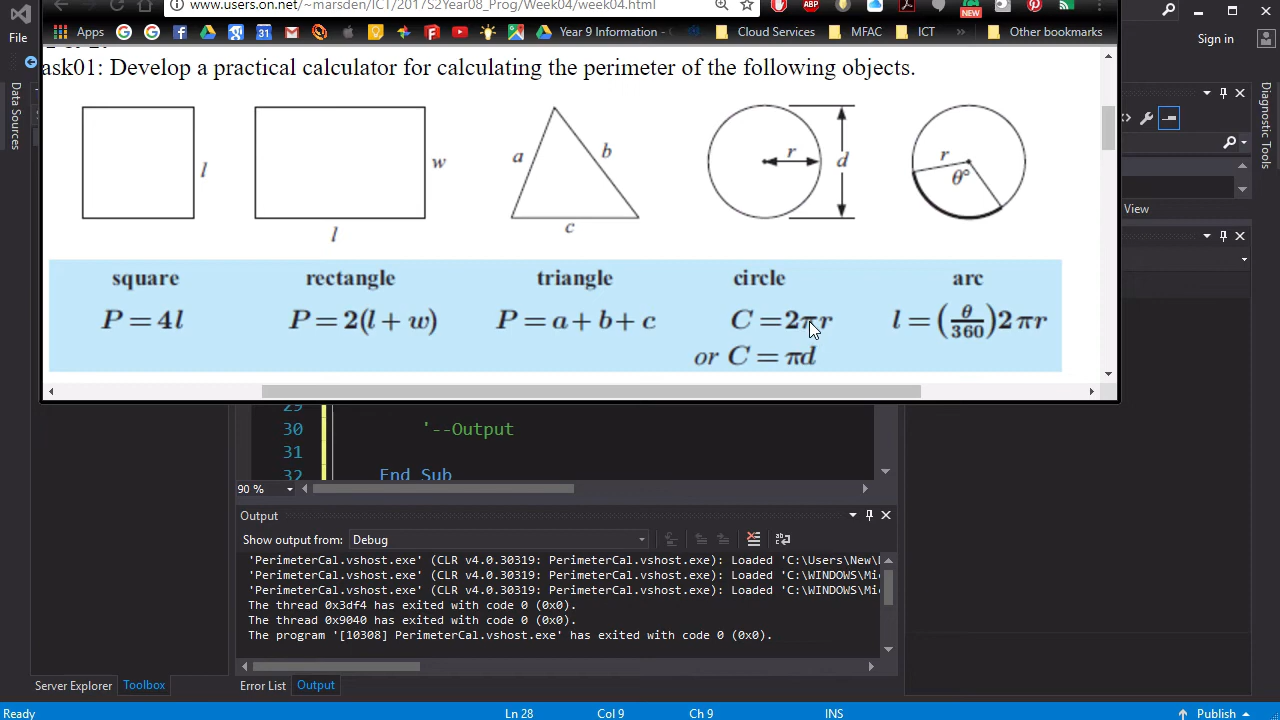 www.users.on.net/~marsden/ICT/2017S2Year08_Prog/Week04/week04.html
ABP
NEW
Apps
31
Year 9 Information
Cloud Services
MFAC
ICT
»
Other bookmarks
File
Sign in
ask01: Develop a practical calculator for calculating the perimeter of the following objects.
l
w
l
a
b
c
r
d
r
θ°
square
rectangle
triangle
circle
arc
P = 4l
P = 2(l + w)
P = a + b + c
C = 2πr
or C = πd
l = (θ/360) 2πr
Data Sources
Diagnostic Tools
View
29
30 '--Output
31
32 End Sub
90 %
Output
Show output from: Debug
'PerimeterCal.vshost.exe' (CLR v4.0.30319: PerimeterCal.vshost.exe): Loaded 'C:\Users\New\
'PerimeterCal.vshost.exe' (CLR v4.0.30319: PerimeterCal.vshost.exe): Loaded 'C:\WINDOWS\Mi
'PerimeterCal.vshost.exe' (CLR v4.0.30319: PerimeterCal.vshost.exe): Loaded 'C:\WINDOWS\Mi
The thread 0x3df4 has exited with code 0 (0x0).
The thread 0x9040 has exited with code 0 (0x0).
The program '[10308] PerimeterCal.vshost.exe' has exited with code 0 (0x0).
Server Explorer Toolbox
Error List Output
Ready
Ln 28
Col 9
Ch 9
INS
Publish